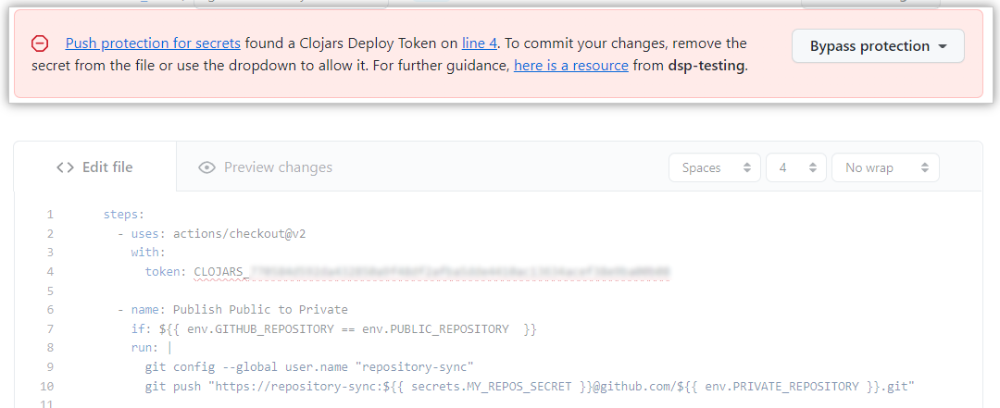 Push protection for secrets found a Clojars Deploy Token on line 4. To commit your changes, remove the
secret from the file or use the dropdown to allow it. For further guidance, here is a resource from dsp-testing.
Bypass protection
<> Edit file
Preview changes
Spaces
4
No wrap
1 steps:
2 - uses: actions/checkout@v2
3 with:
4 token: CLOJARS_
5
6 - name: Publish Public to Private
7 if: ${{ env.GITHUB_REPOSITORY == env.PUBLIC_REPOSITORY  }}
8 run: |
9 git config --global user.name "repository-sync"
10 git push "https://repository-sync:${{ secrets.MY_REPOS_SECRET }}@github.com/${{ env.PRIVATE_REPOSITORY }}.git"
11